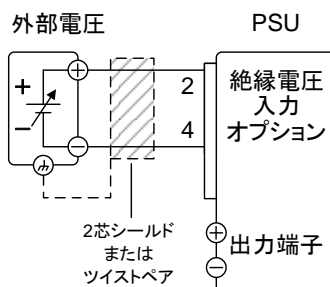 外部電圧
PSU
+
−
2
4
絶縁電圧
入力
オプション
2芯シールド
または
ツイストペア
出力端子